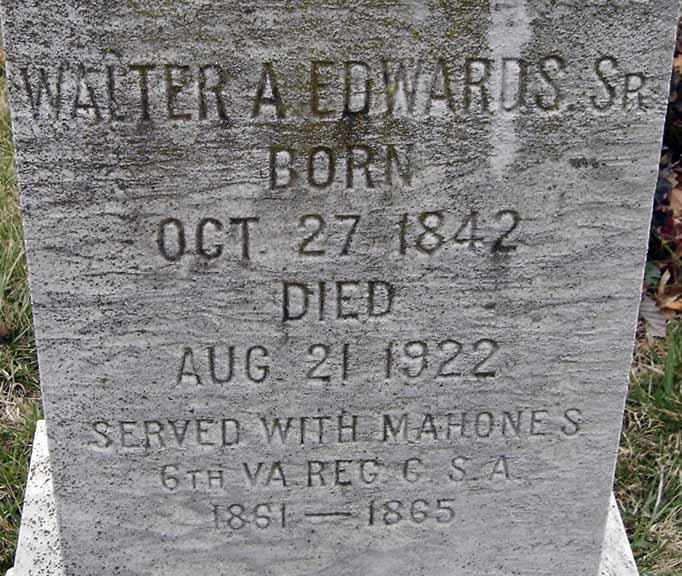 WALTER A. EDWARDS SR
BORN
OCT. 27 1842
DIED
AUG 21 1922
SERVED WITH MAHONES
6TH VA. REG. C. S. A.
1861 — 1865